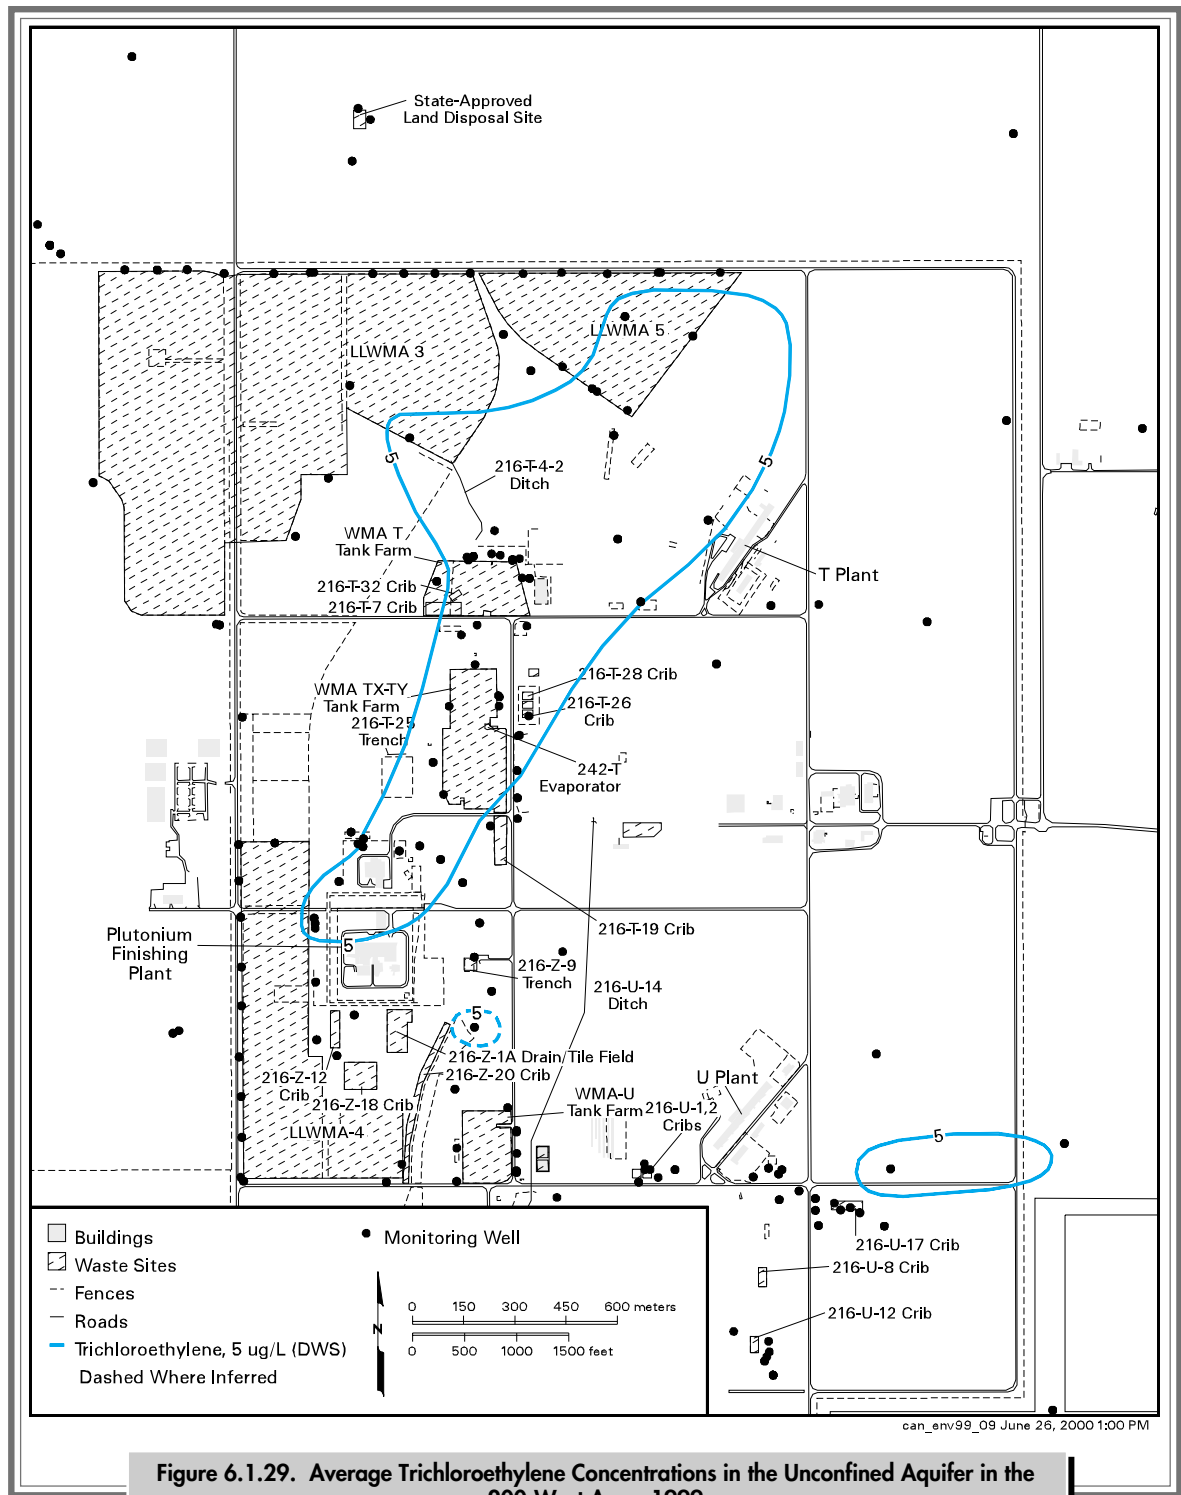 State-Approved
Land Disposal Site
LLWMA 5
LLWMA 3
5
5
216-T-4-2
Ditch
WMA T
Tank Farm
216-T-32 Crib
216-T-7 Crib
T Plant
216-T-28 Crib
WMA TX-TY
Tank Farm
216-T-26
Crib
216-T-25
Trench
242-T
Evaporator
216-T-19 Crib
Plutonium
Finishing
Plant
5
216-Z-9
Trench
216-U-14
Ditch
5
216-Z-1A Drain Tile Field
216-Z-20 Crib
216-Z-12
Crib
216-Z-18 Crib
LLWMA-4
WMA-U
Tank Farm
216-U-1,2
Cribs
U Plant
5
216-U-17 Crib
216-U-8 Crib
216-U-12 Crib
Buildings
Waste Sites
Fences
Roads
Trichloroethylene, 5 ug/L (DWS)
Dashed Where Inferred
Monitoring Well
N
0 150 300 450 600 meters
0 500 1000 1500 feet
can_env99_09 June 26, 2000 1:00 PM
Figure 6.1.29. Average Trichloroethylene Concentrations in the Unconfined Aquifer in the